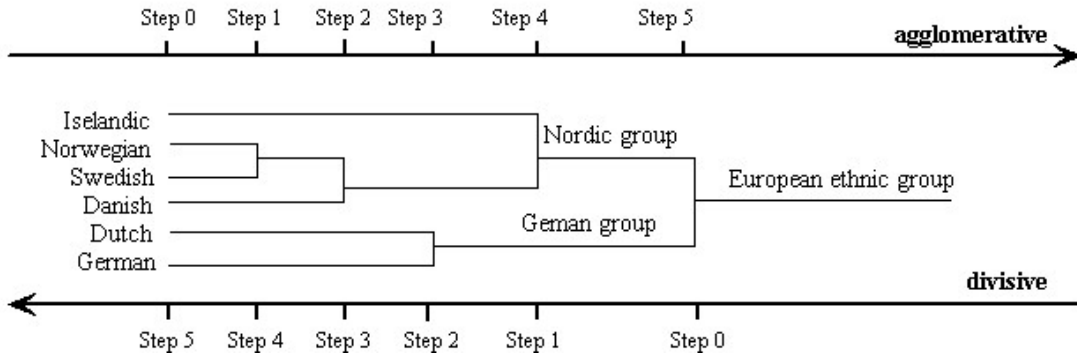 Step 0 Step 1 Step 2 Step 3 Step 4 Step 5
agglomerative
Iselandic
Norwegian
Swedish
Danish
Dutch
German
Nordic group
Geman group
European ethnic group
divisive
Step 5 Step 4 Step 3 Step 2 Step 1 Step 0